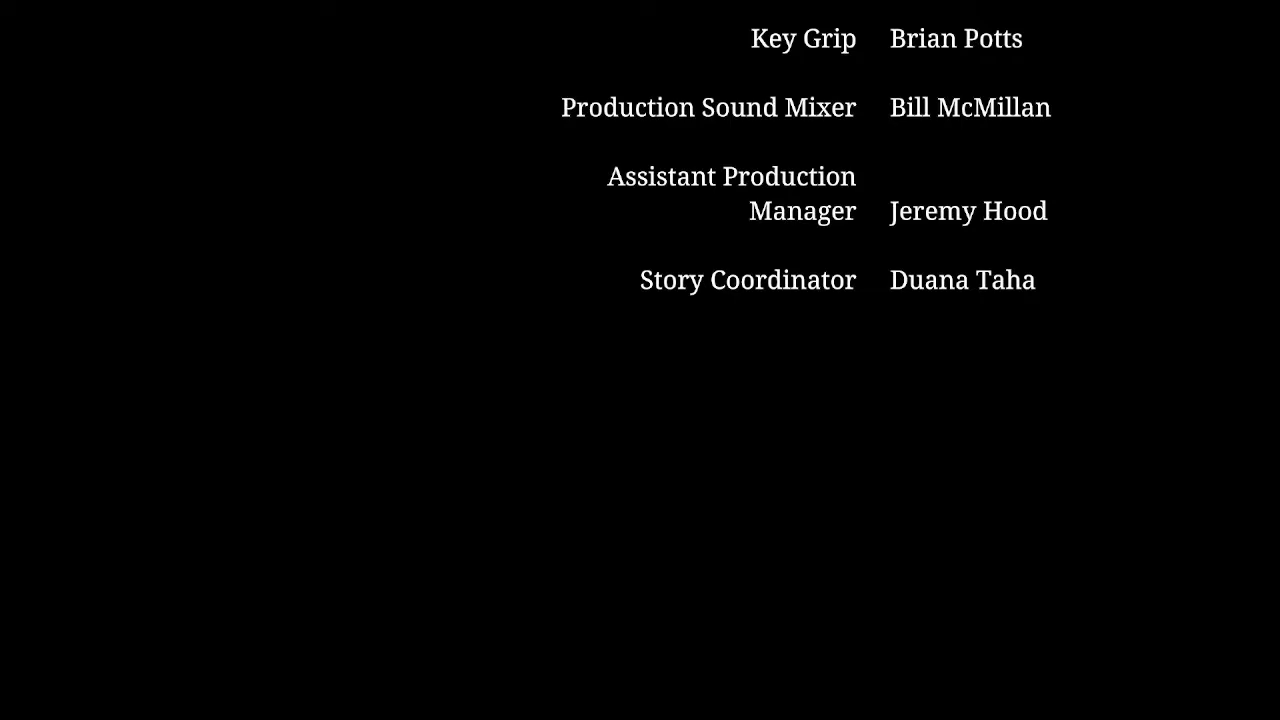 Key Grip Brian Potts
Production Sound Mixer Bill McMillan
Assistant Production
Manager Jeremy Hood
Story Coordinator Duana Taha